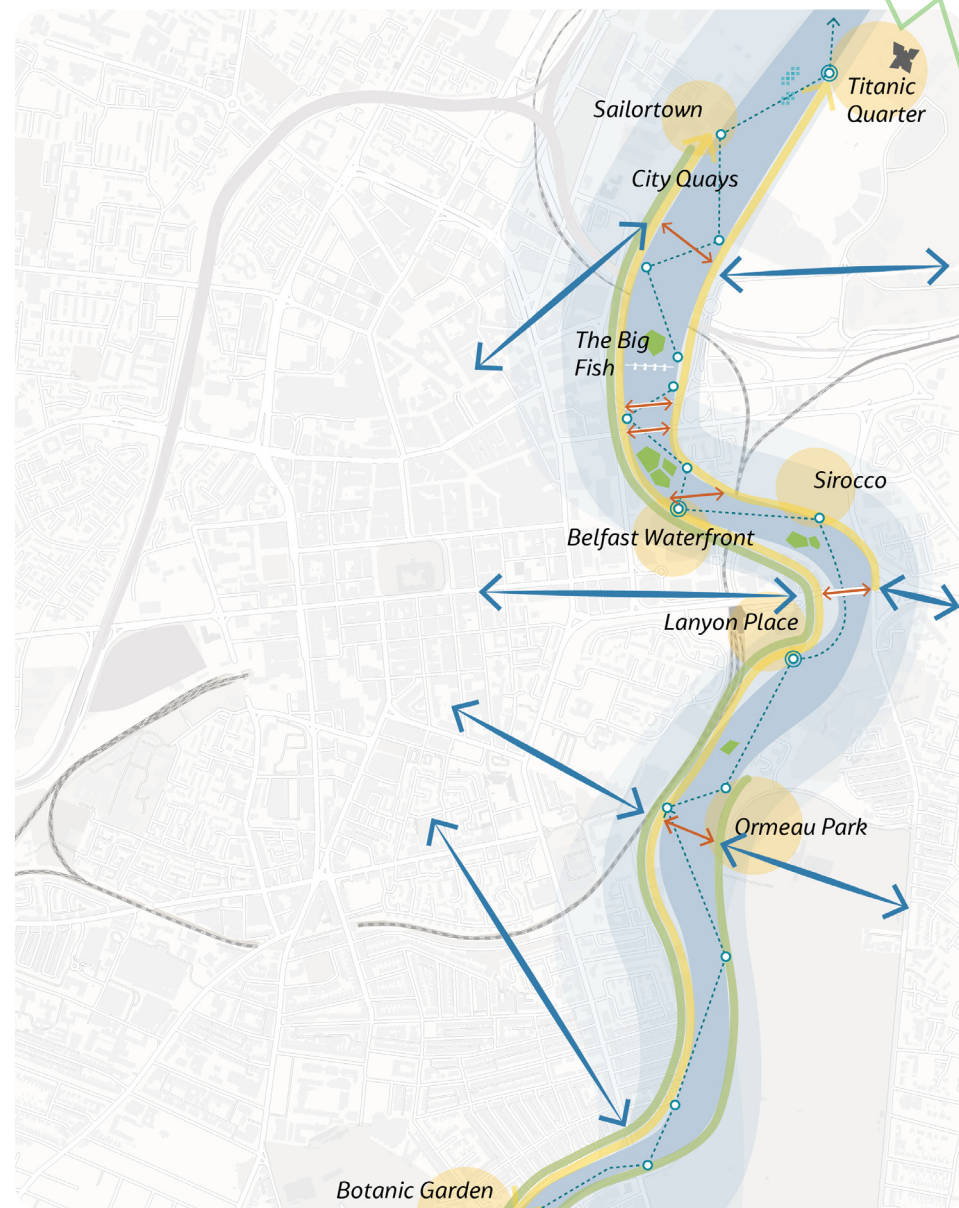 Titanic
Quarter
Sailortown
City Quays
The Big
Fish
Sirocco
Belfast Waterfront
Lanyon Place
Ormeau Park
Botanic Garden